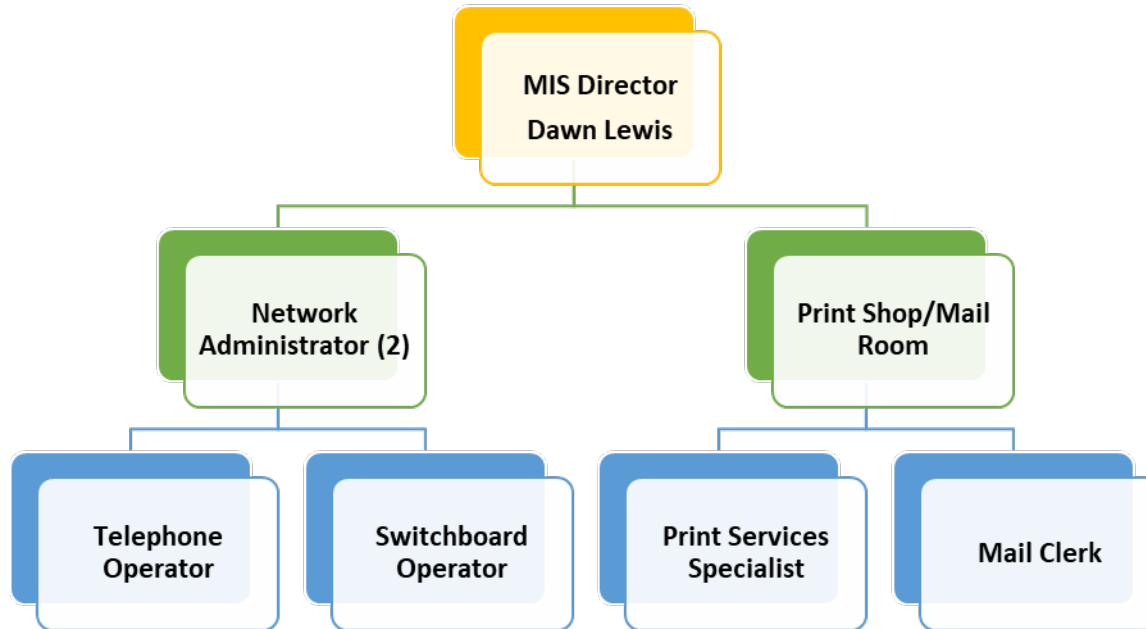 MIS Director
Dawn Lewis
Network
Administrator (2)
Print Shop/Mail
Room
Telephone
Operator
Switchboard
Operator
Print Services
Specialist
Mail Clerk